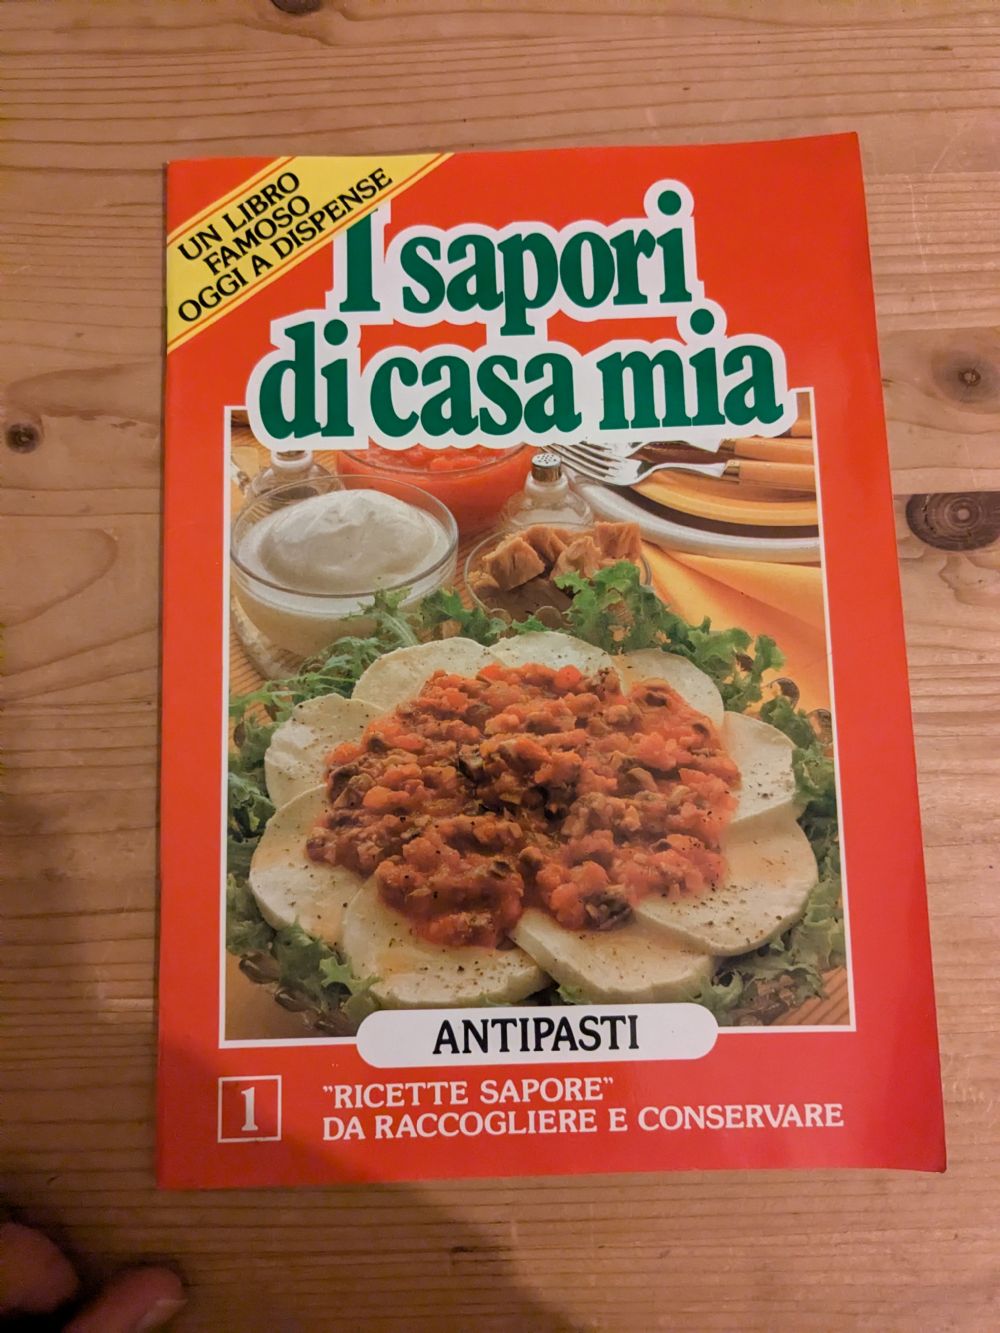 UN LIBRO
FAMOSO
OGGI A DISPENSE
I sapori
di casa mia
ANTIPASTI
1
"RICETTE SAPORE"
DA RACCOGLIERE E CONSERVARE